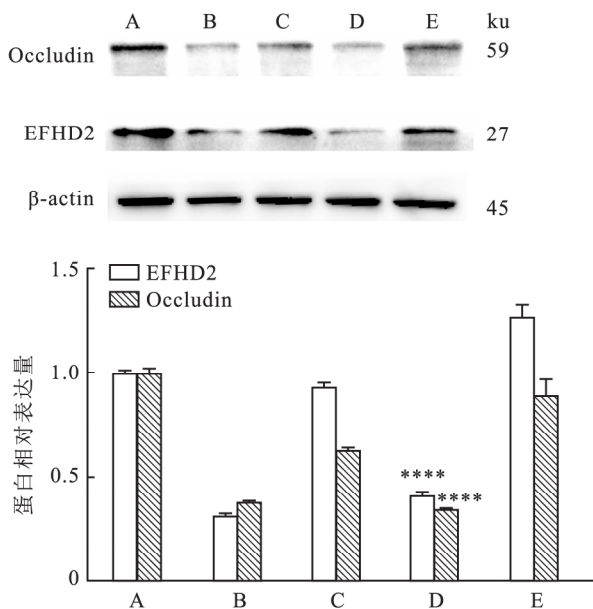 A B C D E ku
Occludin 59
EFHD2 27
β-actin 45
1.5
EFHD2
Occludin
1.0
蛋白相对表达量
0.5
****
****
0
A B C D E